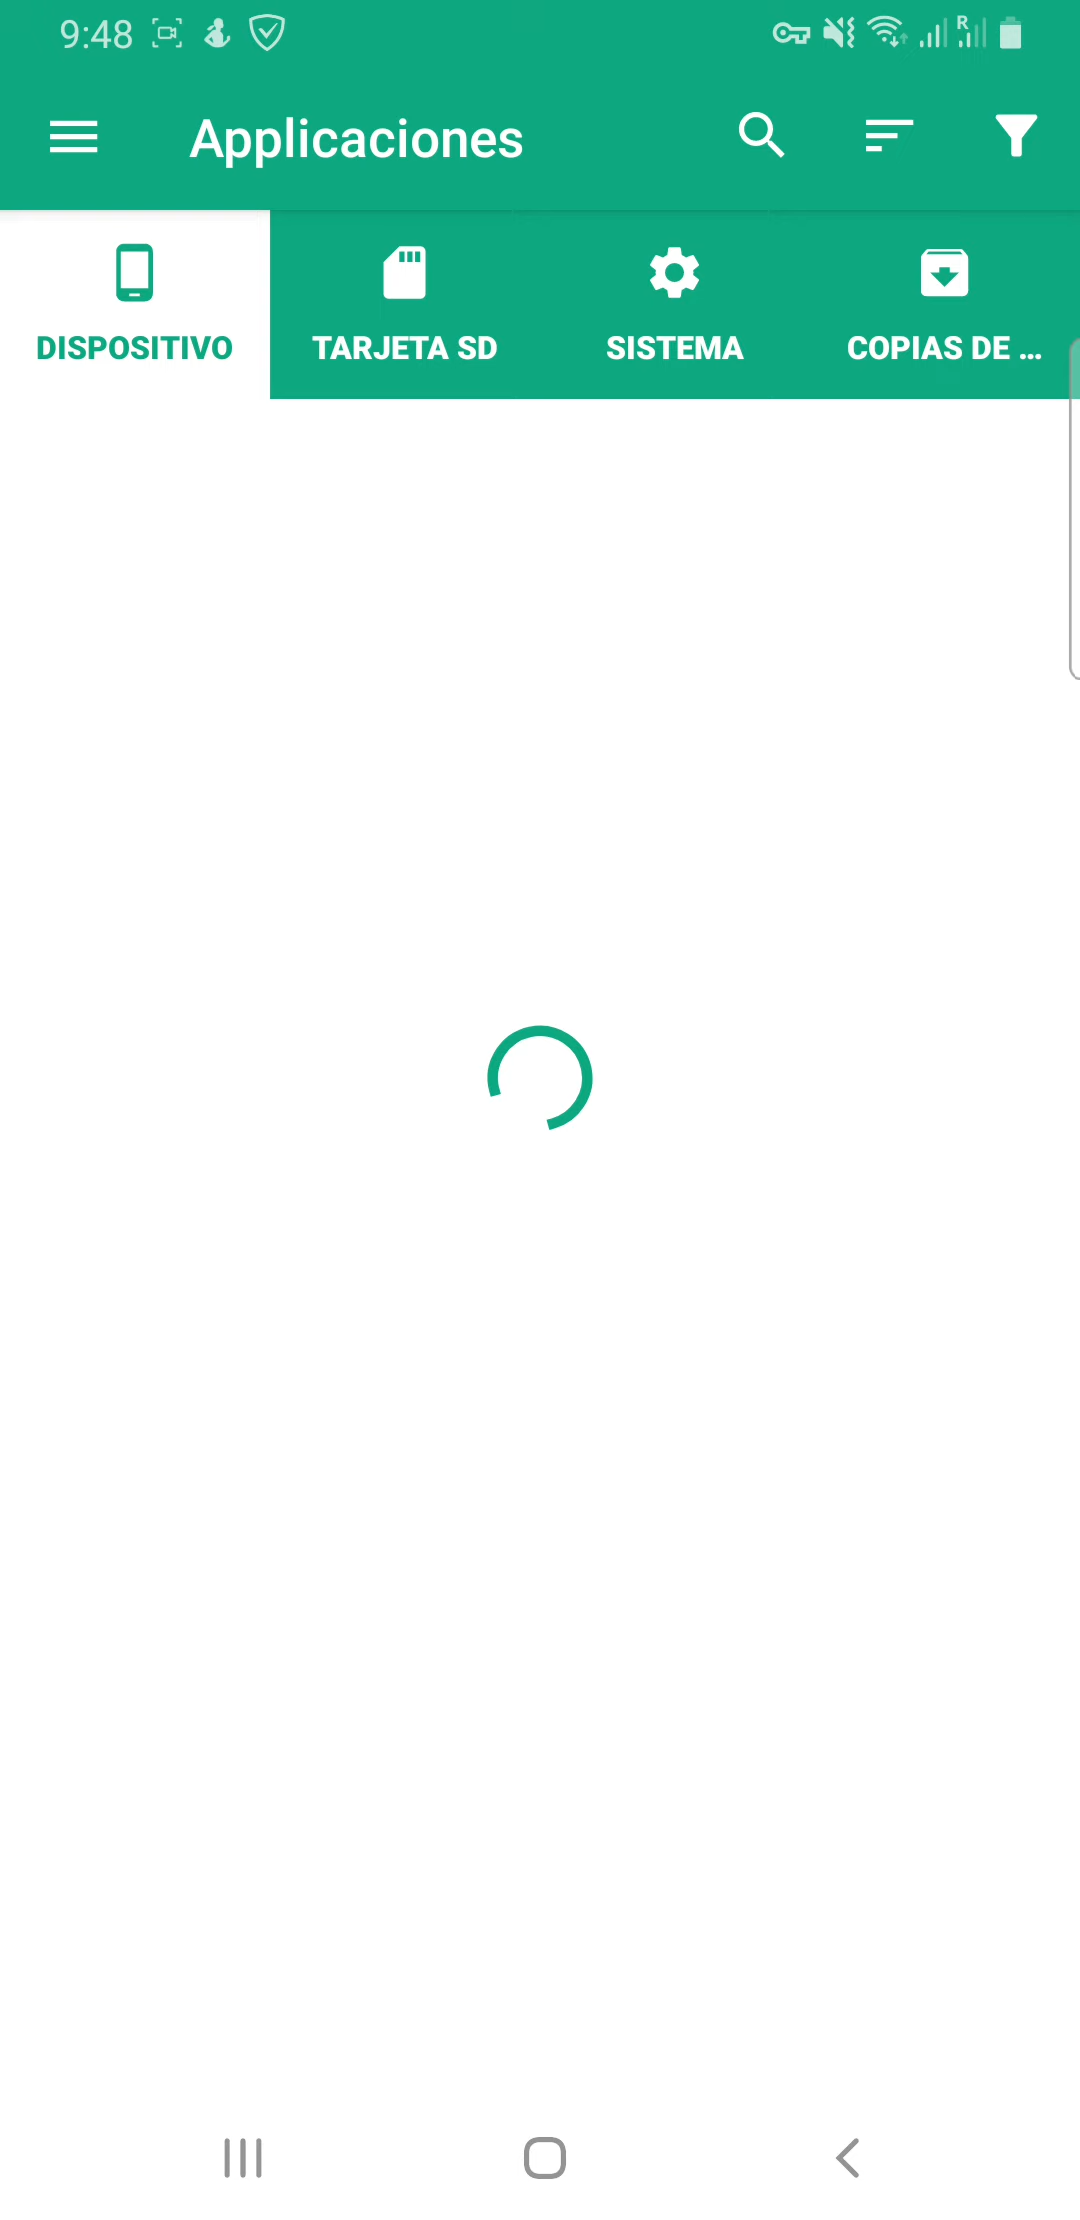 9:48
R
Applicaciones
DISPOSITIVO
TARJETA SD
SISTEMA
COPIAS DE ...